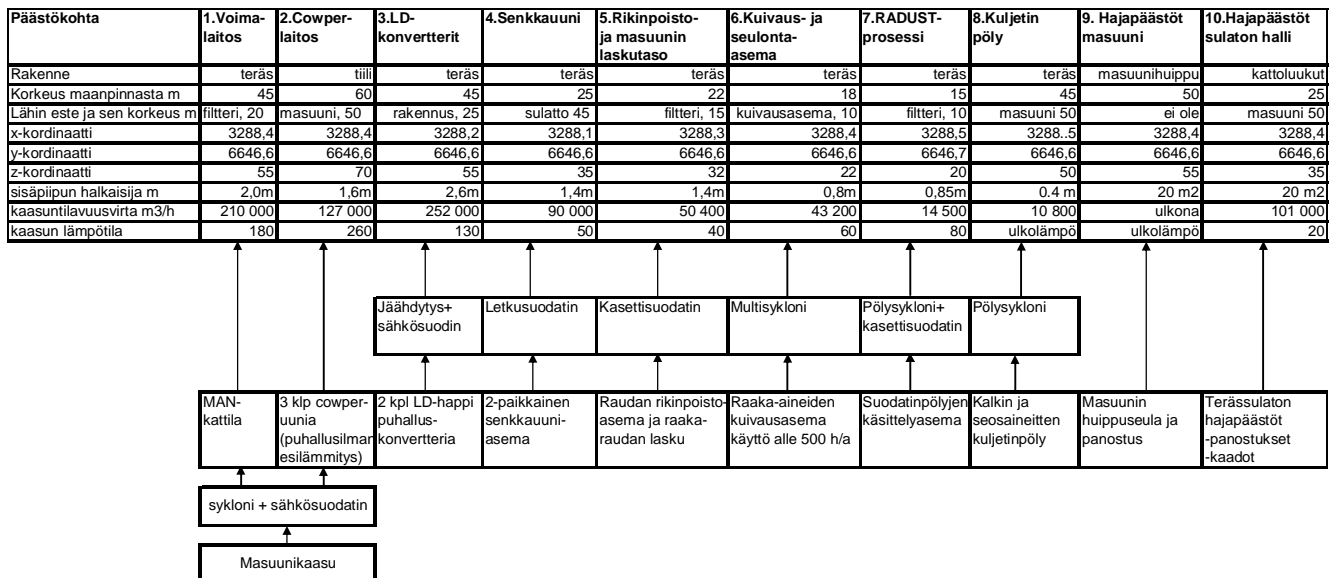 Päästökohta 1.Voima-laitos 2.Cowper-laitos 3.LD-konvertterit 4.Senkkauuni 5.Rikinpoisto-ja masuunin laskutaso 6.Kuivaus- ja seulonta-asema 7.RADUST-prosessi 8.Kuljetin pöly 9. Hajapäästöt masuuni 10.Hajapäästöt sulaton halli
Rakenne teräs tiili teräs teräs teräs teräs teräs teräs masuunihuippu kattoluukut
Korkeus maanpinnasta m 45 60 45 25 22 18 15 45 50 25
Lähin este ja sen korkeus m filtteri, 20 masuuni, 50 rakennus, 25 sulatto 45 filtteri, 15 kuivausasema, 10 filtteri, 10 masuuni 50 ei ole masuuni 50
x-kordinaatti 3288,4 3288,4 3288,2 3288,1 3288,3 3288,4 3288,5 3288..5 3288,4 3288,4
y-kordinaatti 6646,6 6646,6 6646,6 6646,6 6646,6 6646,6 6646,7 6646,6 6646,6 6646,6
z-kordinaatti 55 70 55 35 32 22 20 50 55 35
sisäpiipun halkaisija m 2,0m 1,6m 2,6m 1,4m 1,4m 0,8m 0,85m 0.4 m 20 m2 20 m2
kaasuntilavuusvirta m3/h 210 000 127 000 252 000 90 000 50 400 43 200 14 500 10 800 ulkona 101 000
kaasun lämpötila 180 260 130 50 40 60 80 ulkolämpö ulkolämpö 20
Jäähdytys+
sähkösuodin
Letkusuodatin
Kasettisuodatin
Multisykloni
Pölysykloni+
kasettisuodatin
Pölysykloni
MAN-
kattila
3 klp cowper-
uunia
(puhallusilman
esilämmitys)
2 kpl LD-happi
puhallus-
konvertteria
2-paikkainen
senkkauuni-
asema
Raudan rikinpoisto-
asema ja raaka-
raudan lasku
Raaka-aineiden
kuivausasema
käyttö alle 500 h/a
Suodatinpölyjen
käsittelyasema
Kalkin ja
seosaineitten
kuljetinpöly
Masuunin
huippuseula ja
panostus
Terässulaton
hajapäästöt
-panostukset
-kaadot
sykloni + sähkösuodatin
Masuunikaasu